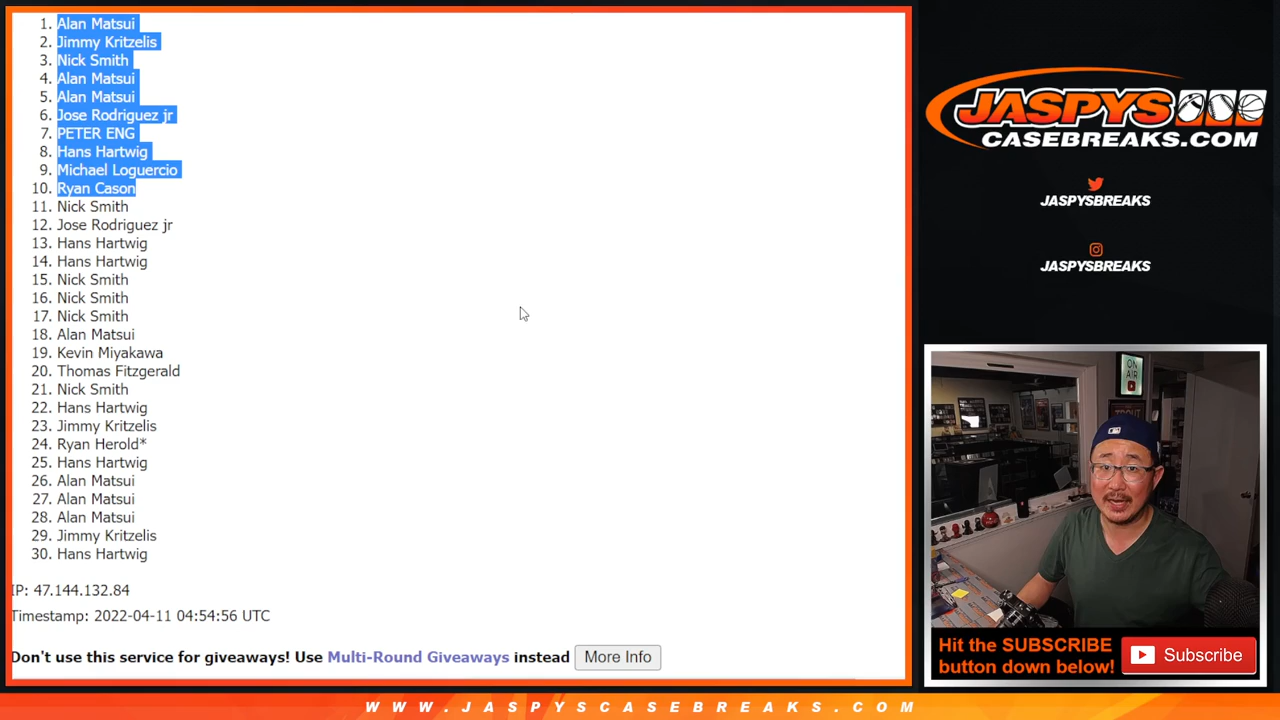 1. Alan Matsui
2. Jimmy Kritzelis
3. Nick Smith
4. Alan Matsui
5. Alan Matsui
6. Jose Rodriguez jr
7. PETER ENG
8. Hans Hartwig
9. Michael Loguercio
10. Ryan Cason
11. Nick Smith
12. Jose Rodriguez jr
13. Hans Hartwig
14. Hans Hartwig
15. Nick Smith
16. Nick Smith
17. Nick Smith
18. Alan Matsui
19. Kevin Miyakawa
20. Thomas Fitzgerald
21. Nick Smith
22. Hans Hartwig
23. Jimmy Kritzelis
24. Ryan Herold*
25. Hans Hartwig
26. Alan Matsui
27. Alan Matsui
28. Alan Matsui
29. Jimmy Kritzelis
30. Hans Hartwig
IP: 47.144.132.84
Timestamp: 2022-04-11 04:54:56 UTC
Don't use this service for giveaways! Use Multi-Round Giveaways instead More Info
JASPYS
CASEBREAKS.COM
JASPYSBREAKS
JASPYSBREAKS
ON
AIR
TROUT
Hit the SUBSCRIBE
button down below!
Subscribe
WWW.JASPYSCASEBREAKS.COM